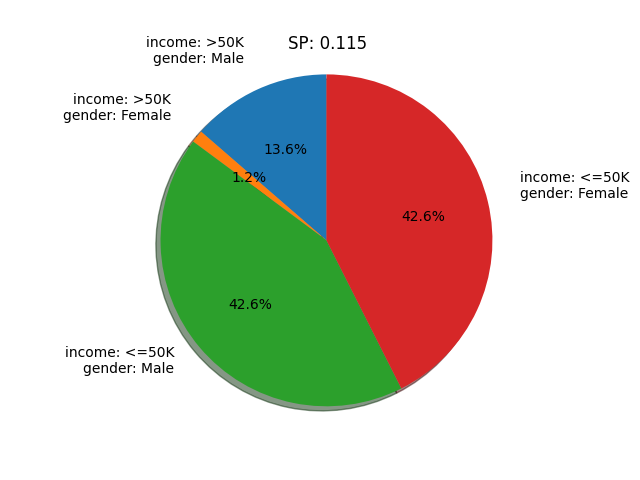 SP: 0.115
income: >50K
gender: Male
income: >50K
gender: Female
13.6%
1.2%
income: <=50K
gender: Female
42.6%
42.6%
income: <=50K
gender: Male